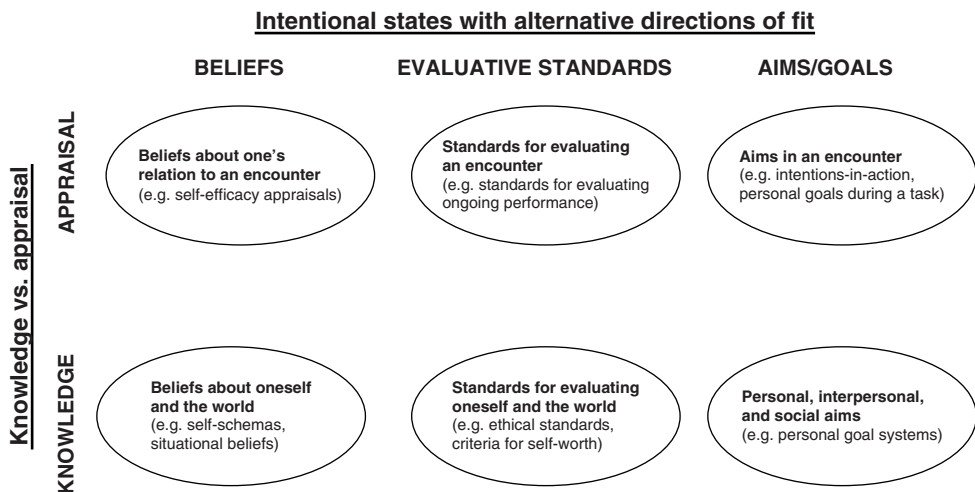 Intentional states with alternative directions of fit
BELIEFS
EVALUATIVE STANDARDS
AIMS/GOALS
Knowledge vs. appraisal
APPRAISAL
Beliefs about one’s
relation to an encounter
(e.g. self-efficacy appraisals)
Standards for evaluating
an encounter
(e.g. standards for evaluating
ongoing performance)
Aims in an encounter
(e.g. intentions-in-action,
personal goals during a task)
KNOWLEDGE
Beliefs about oneself
and the world
(e.g. self-schemas,
situational beliefs)
Standards for evaluating
oneself and the world
(e.g. ethical standards,
criteria for self-worth)
Personal, interpersonal,
and social aims
(e.g. personal goal systems)